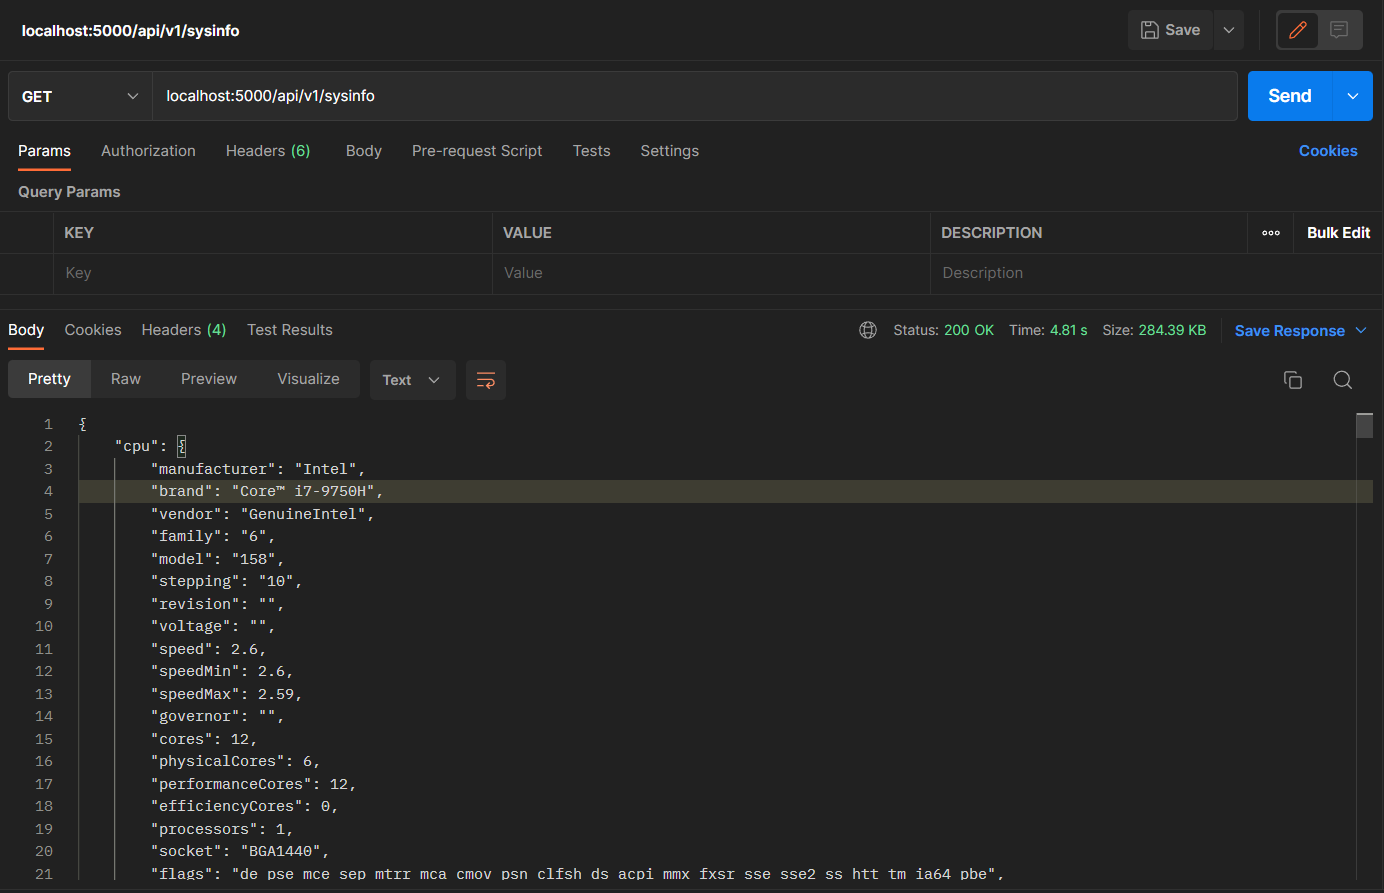 localhost:5000/api/v1/sysinfo
Save
GET
localhost:5000/api/v1/sysinfo
Send
Params Authorization Headers (6) Body Pre-request Script Tests Settings Cookies
Query Params
KEY VALUE DESCRIPTION Bulk Edit
Key Value Description
Body Cookies Headers (4) Test Results Status: 200 OK Time: 4.81 s Size: 284.39 KB Save Response
Pretty Raw Preview Visualize Text
1 {
2 "cpu": {
3 "manufacturer": "Intel",
4 "brand": "Core™ i7-9750H",
5 "vendor": "GenuineIntel",
6 "family": "6",
7 "model": "158",
8 "stepping": "10",
9 "revision": "",
10 "voltage": "",
11 "speed": 2.6,
12 "speedMin": 2.6,
13 "speedMax": 2.59,
14 "governor": "",
15 "cores": 12,
16 "physicalCores": 6,
17 "performanceCores": 12,
18 "efficiencyCores": 0,
19 "processors": 1,
20 "socket": "BGA1440",
21 "flags": "de pse mce sep mtrr mca cmov psn clfsh ds acpi mmx fxsr sse sse2 ss htt tm ia64 pbe",